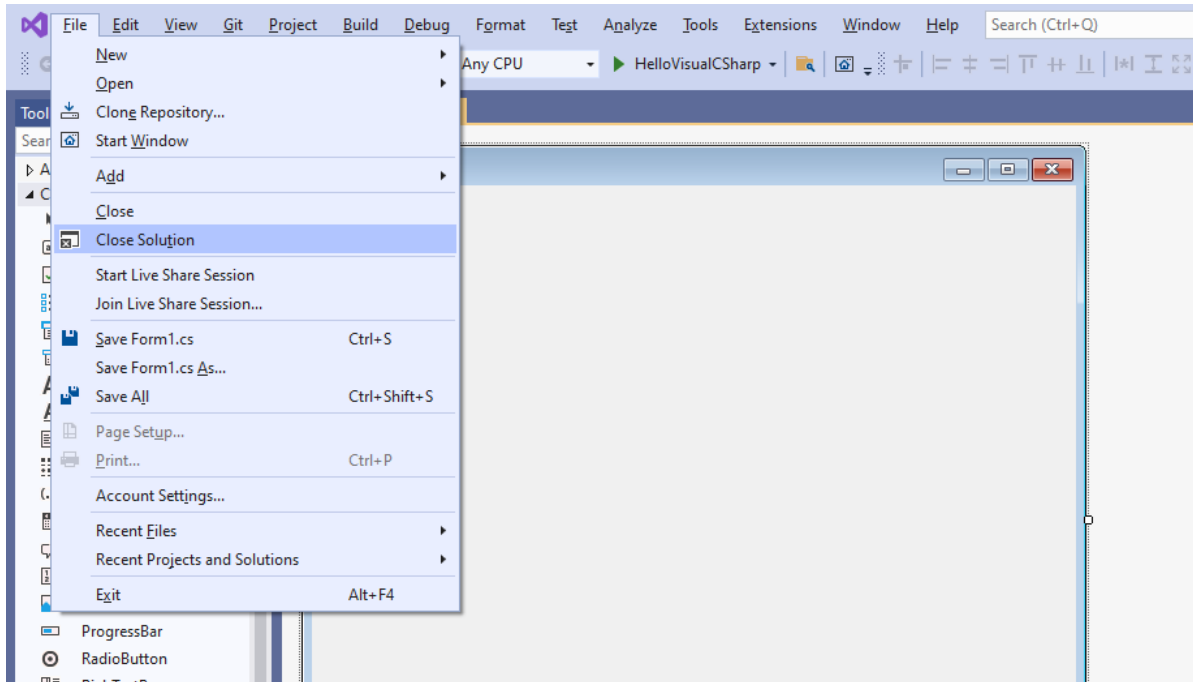 File Edit View Git Project Build Debug Format Test Analyze Tools Extensions Window Help Search (Ctrl+Q)
Any CPU HelloVisualCSharp
New
Open
Clone Repository...
Start Window
Add
Close
Close Solution
Start Live Share Session
Join Live Share Session...
Save Form1.cs Ctrl+S
Save Form1.cs As...
Save All Ctrl+Shift+S
Page Setup...
Print... Ctrl+P
Account Settings...
Recent Files
Recent Projects and Solutions
Exit Alt+F4
Tool
Sear
A
C
ProgressBar
RadioButton